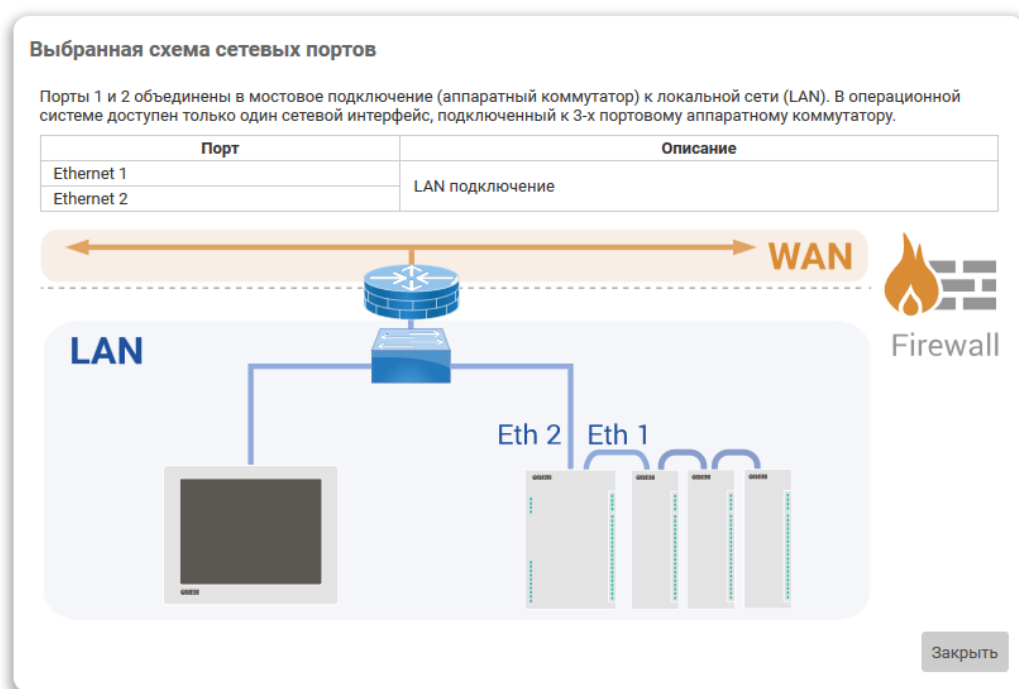 Выбранная схема сетевых портов
Порты 1 и 2 объединены в мостовое подключение (аппаратный коммутатор) к локальной сети (LAN). В операционной
системе доступен только один сетевой интерфейс, подключенный к 3-х портовому аппаратному коммутатору.
Порт Описание
Ethernet 1
LAN подключение
Ethernet 2
WAN
Firewall
LAN
Eth 2 Eth 1
Закрыть